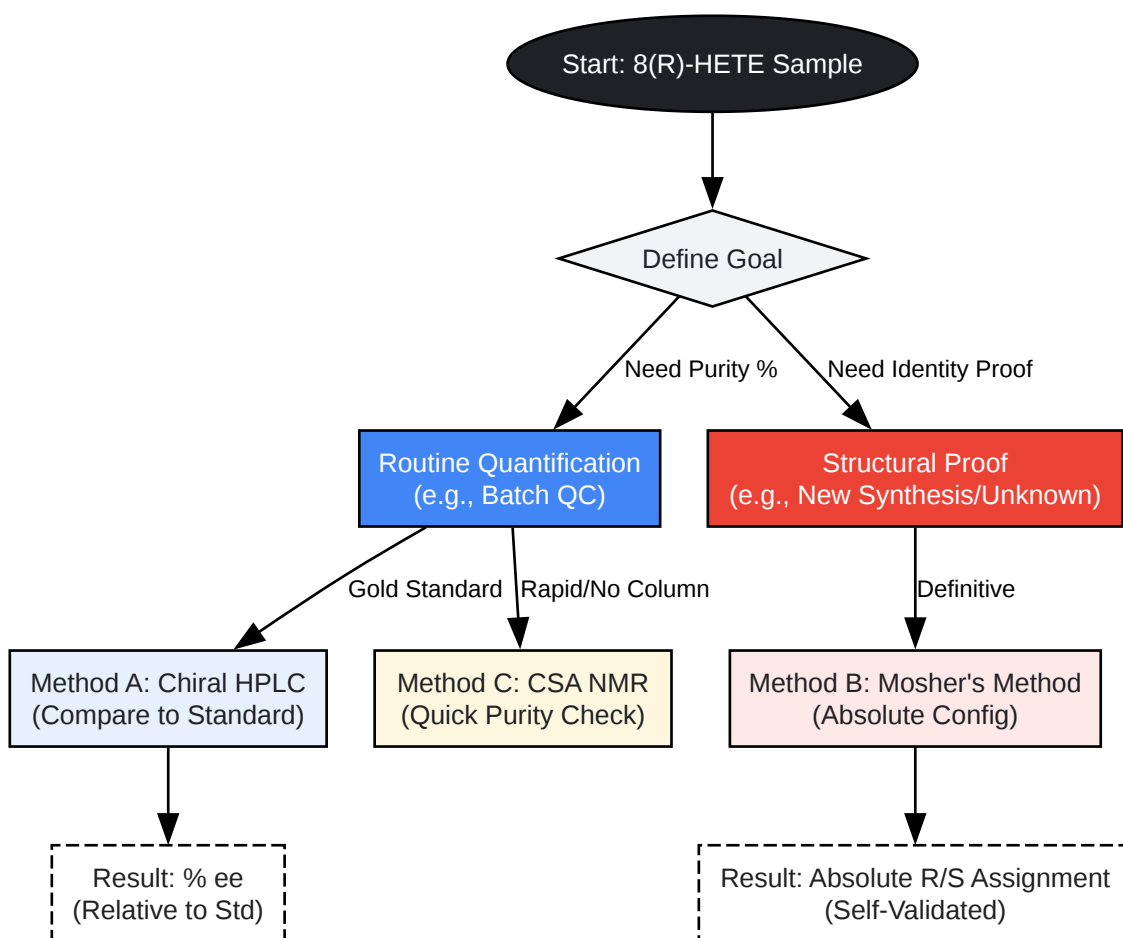 Start: 8(R)-HETE Sample
Define Goal
Need Purity %
Need Identity Proof
Routine Quantification
(e.g., Batch QC)
Structural Proof
(e.g., New Synthesis/Unknown)
Gold Standard
Rapid/No Column
Definitive
Method A: Chiral HPLC
(Compare to Standard)
Method C: CSA NMR
(Quick Purity Check)
Method B: Mosher's Method
(Absolute Config)
Result: % ee
(Relative to Std)
Result: Absolute R/S Assignment
(Self-Validated)